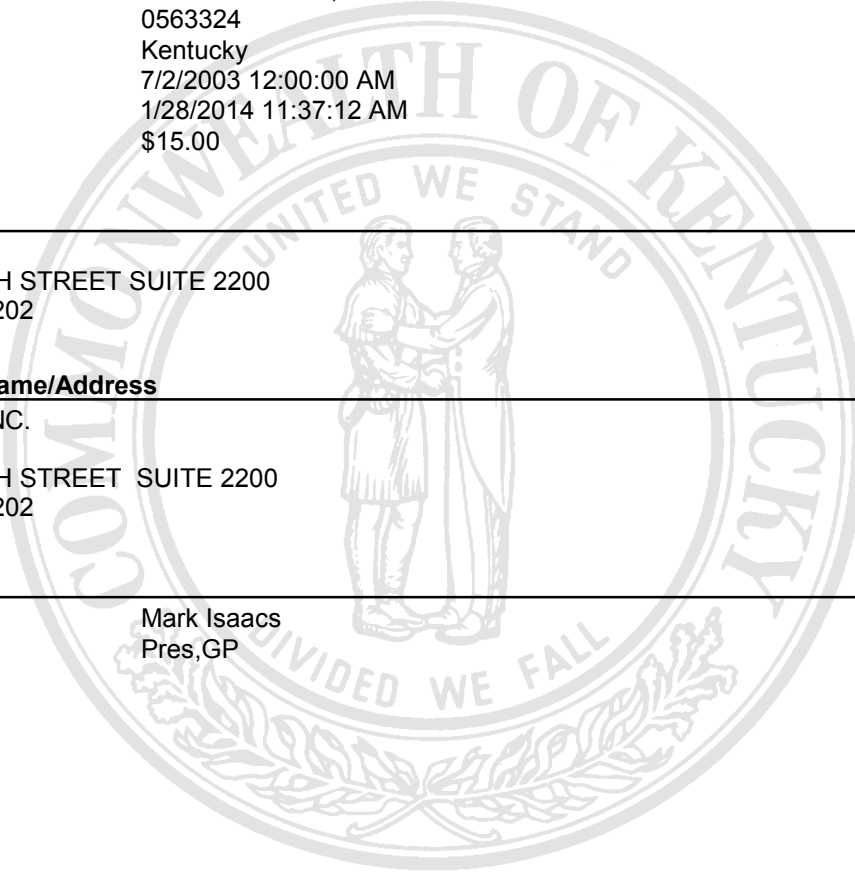 0563324
Kentucky
7/2/2003 12:00:00 AM
1/28/2014 11:37:12 AM
$15.00
COMMONWEALTH OF KENTUCKY
UNITED WE STAND
H STREET SUITE 2200
202
ame/Address
NC.
H STREET SUITE 2200
202
Mark Isaacs
Pres,GP
DIVIDED WE FALL